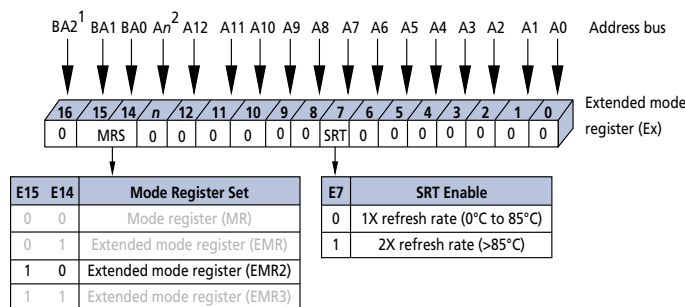 BA2¹ BA1 BA0 An² A12 A11 A10 A9 A8 A7 A6 A5 A4 A3 A2 A1 A0 Address bus
16 15 14 n 12 11 10 9 8 7 6 5 4 3 2 1 0 Extended mode
0 MRS 0 0 0 0 0 0 SRT 0 0 0 0 0 0 0 register (Ex)
E15 E14 Mode Register Set
0 0 Mode register (MR)
0 1 Extended mode register (EMR)
1 0 Extended mode register (EMR2)
1 1 Extended mode register (EMR3)
E7 SRT Enable
0 1X refresh rate (0°C to 85°C)
1 2X refresh rate (>85°C)